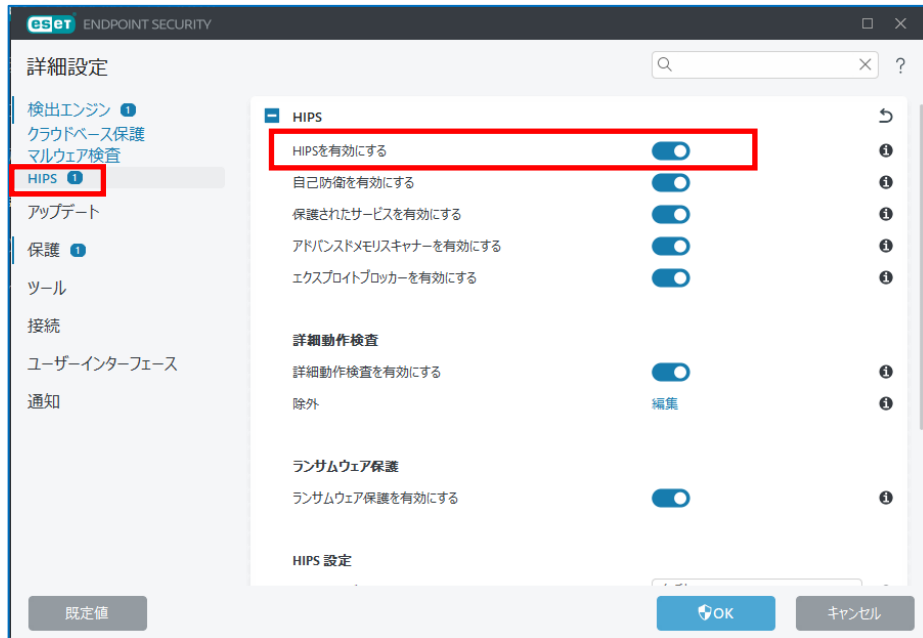 eset ENDPOINT SECURITY
詳細設定
?
検出エンジン 1
クラウドベース保護
マルウェア検査
HIPS 1
アップデート
保護 1
ツール
接続
ユーザーインターフェース
通知
HIPS
HIPSを有効にする
自己防衛を有効にする
保護されたサービスを有効にする
アドバンスドメモリスキャナーを有効にする
エクスプロイトブロッカーを有効にする
詳細動作検査
詳細動作検査を有効にする
除外 編集
ランサムウェア保護
ランサムウェア保護を有効にする
HIPS 設定
既定値 OK キャンセル